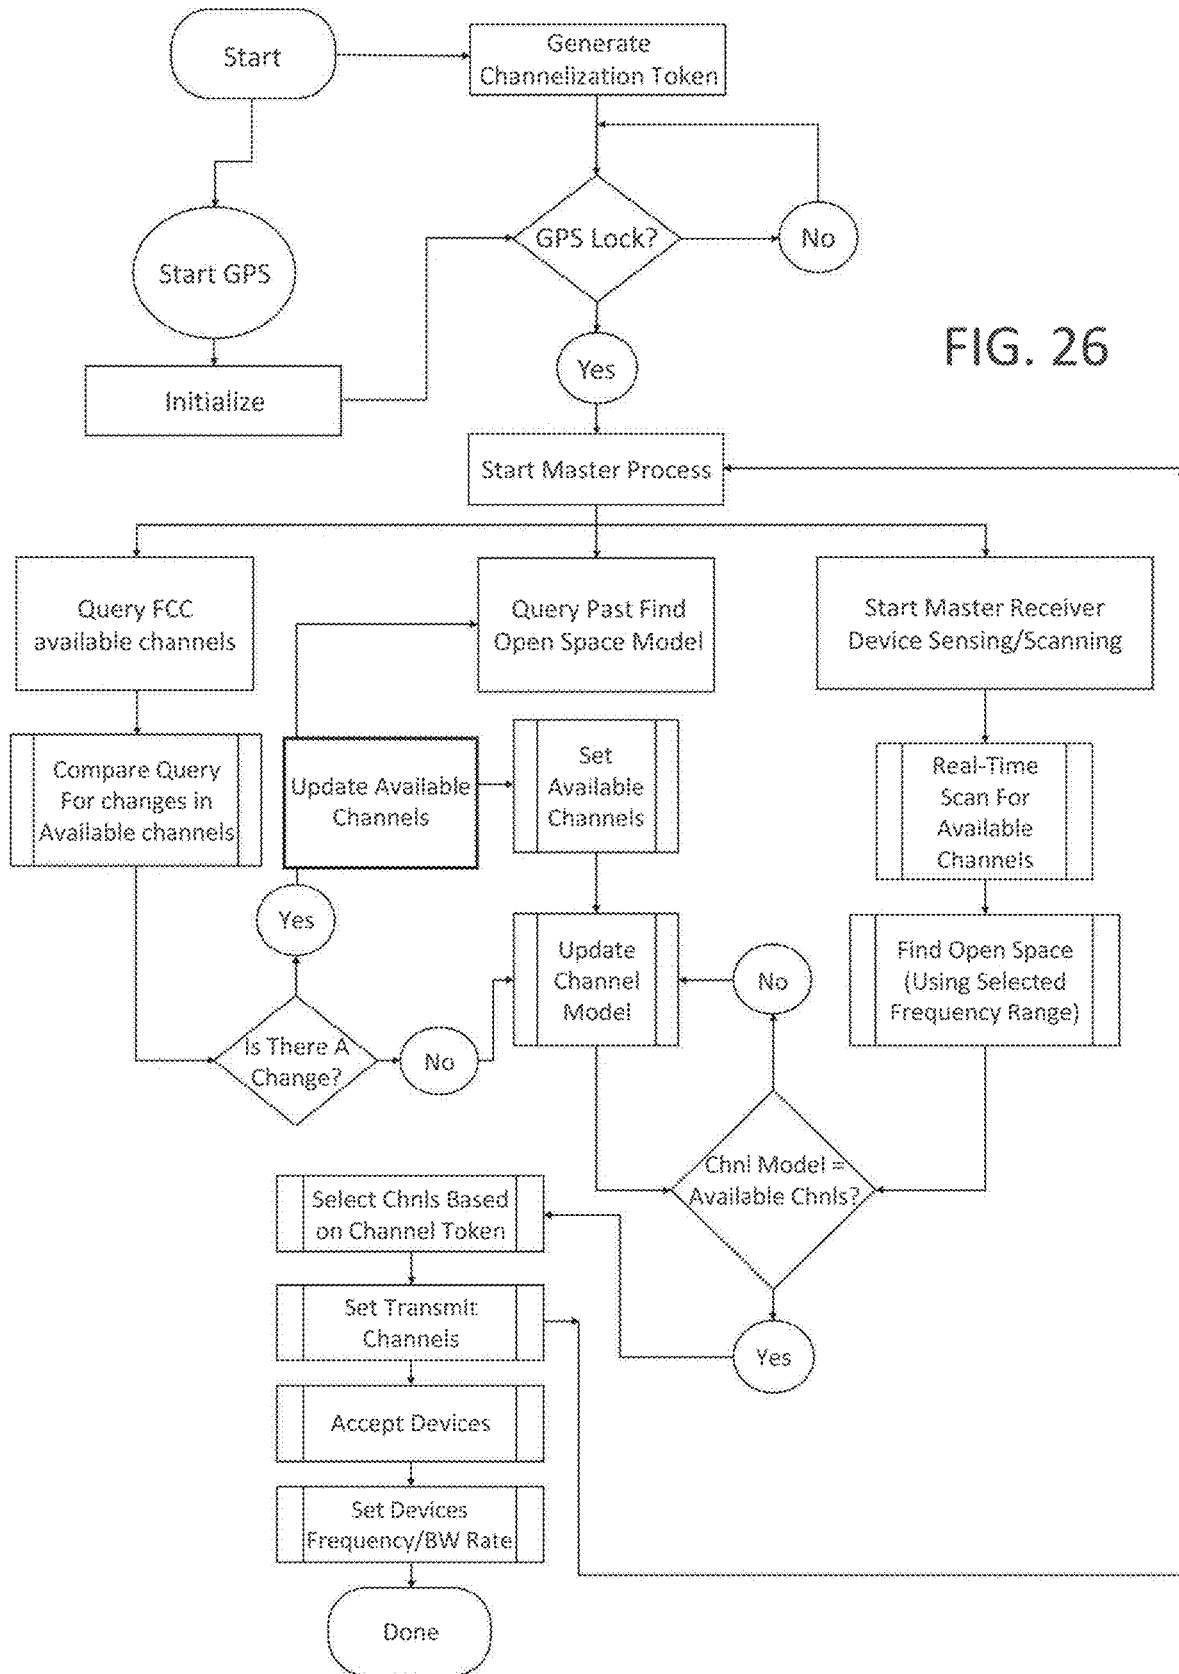 Start
Generate
Channelization Token
GPS Lock?
No
Start GPS
Yes
FIG. 26
Initialize
Start Master Process
Query FCC
available channels
Query Past Find
Open Space Model
Start Master Receiver
Device Sensing/Scanning
Compare Query
For changes in
Available channels
Update Available
Channels
Set
Available
Channels
Real-Time
Scan For
Available
Channels
Yes
Update
Channel
Model
No
Find Open Space
(Using Selected
Frequency Range)
Is There A
Change?
No
Chnl Model =
Available Chnls?
Select Chnls Based
on Channel Token
Set Transmit
Channels
Yes
Accept Devices
Set Devices
Frequency/BW Rate
Done